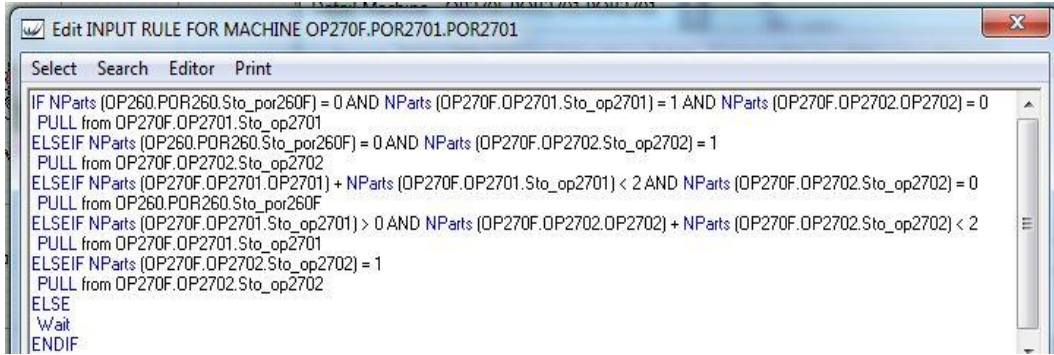 Edit INPUT RULE FOR MACHINE OP270F.POR2701.POR2701
Select Search Editor Print
IF NParts (OP260.POR260.Sto_por260F) = 0 AND NParts (OP270F.OP2701.Sto_op2701) = 1 AND NParts (OP270F.OP2702.OP2702) = 0
PULL from OP270F.OP2701.Sto_op2701
ELSEIF NParts (OP260.POR260.Sto_por260F) = 0 AND NParts (OP270F.OP2702.Sto_op2702) = 1
PULL from OP270F.OP2702.Sto_op2702
ELSEIF NParts (OP270F.OP2701.OP2701) + NParts (OP270F.OP2701.Sto_op2701) < 2 AND NParts (OP270F.OP2702.Sto_op2702) = 0
PULL from OP260.POR260.Sto_por260F
ELSEIF NParts (OP270F.OP2701.Sto_op2701) > 0 AND NParts (OP270F.OP2702.OP2702) + NParts (OP270F.OP2702.Sto_op2702) < 2
PULL from OP270F.OP2701.Sto_op2701
ELSEIF NParts (OP270F.OP2702.Sto_op2702) = 1
PULL from OP270F.OP2702.Sto_op2702
ELSE
Wait
ENDIF